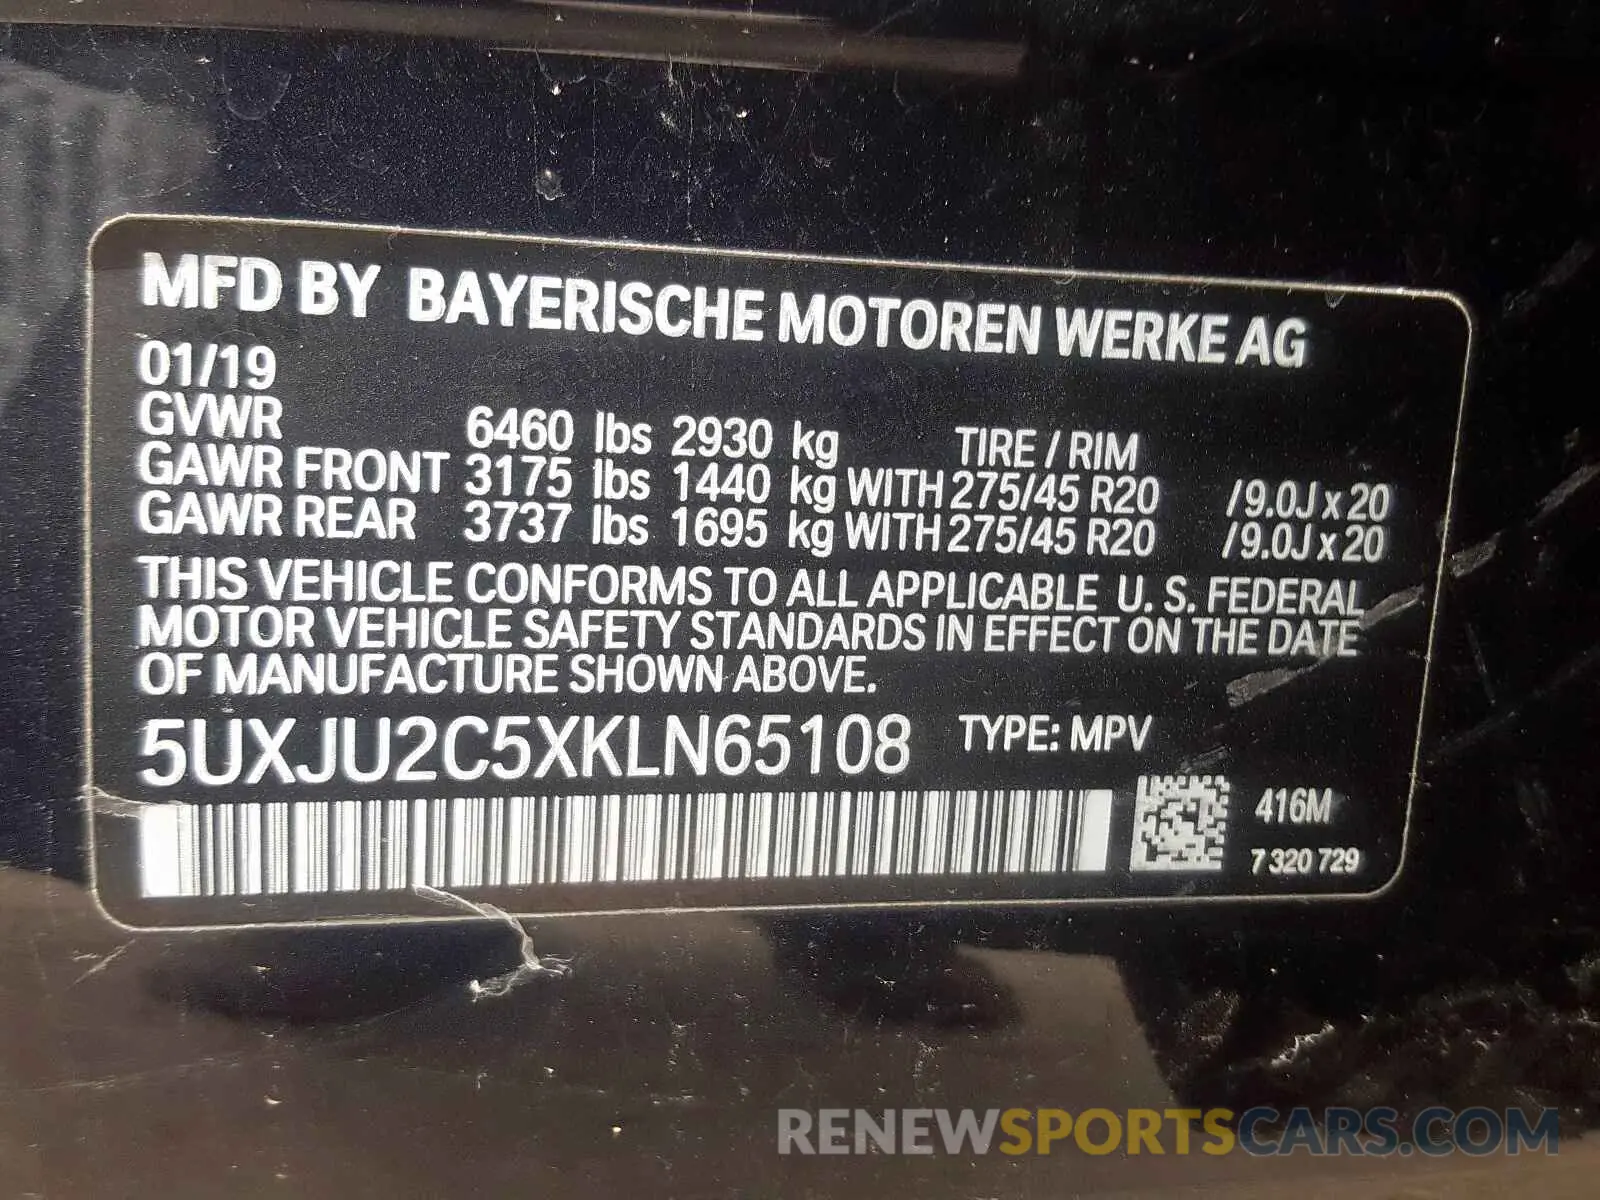 MFD BY BAYERISCHE MOTOREN WERKE AG
01/19
GVWR 6460 lbs 2930 kg TIRE / RIM
GAWR FRONT 3175 lbs 1440 kg WITH 275/45 R20 /9.0J x 20
GAWR REAR 3737 lbs 1695 kg WITH 275/45 R20 /9.0J x 20
THIS VEHICLE CONFORMS TO ALL APPLICABLE U. S. FEDERAL
MOTOR VEHICLE SAFETY STANDARDS IN EFFECT ON THE DATE
OF MANUFACTURE SHOWN ABOVE.
5UXJU2C5XKLN65108 TYPE: MPV
416M
7 320 729
RENEWSPORTSCARS.COM